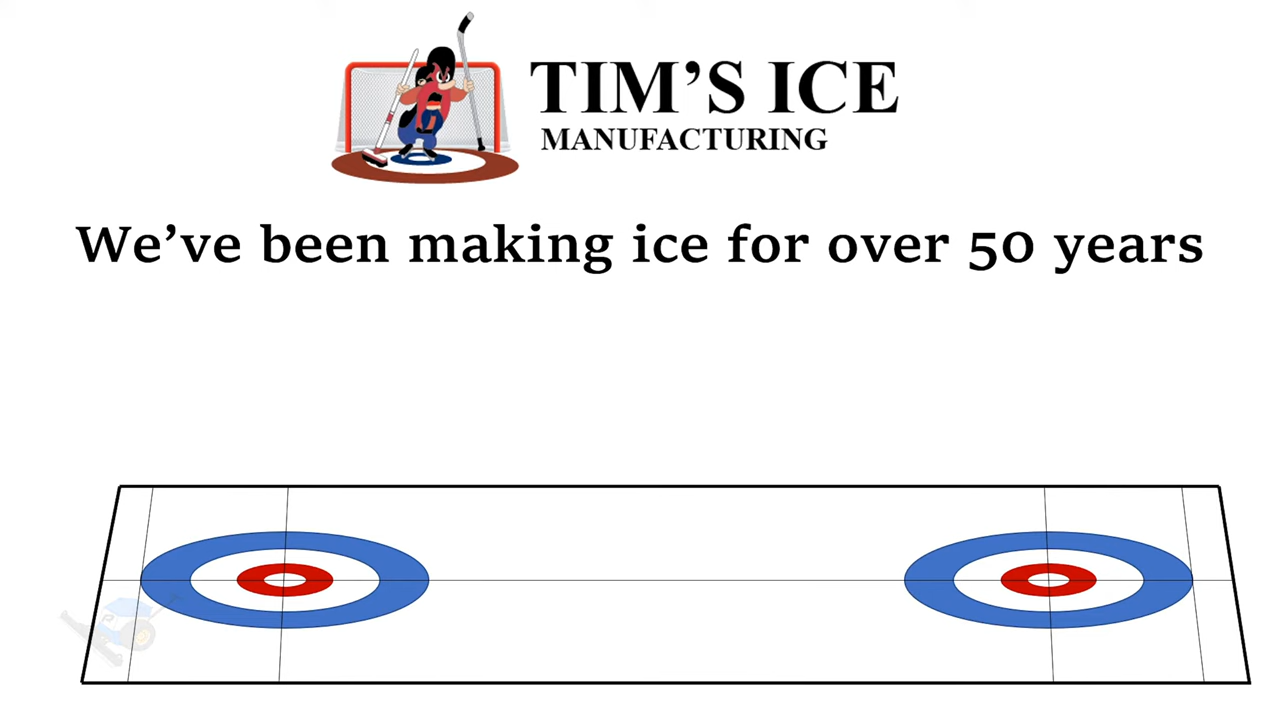 TIM’S ICE
MANUFACTURING
We’ve been making ice for over 50 years